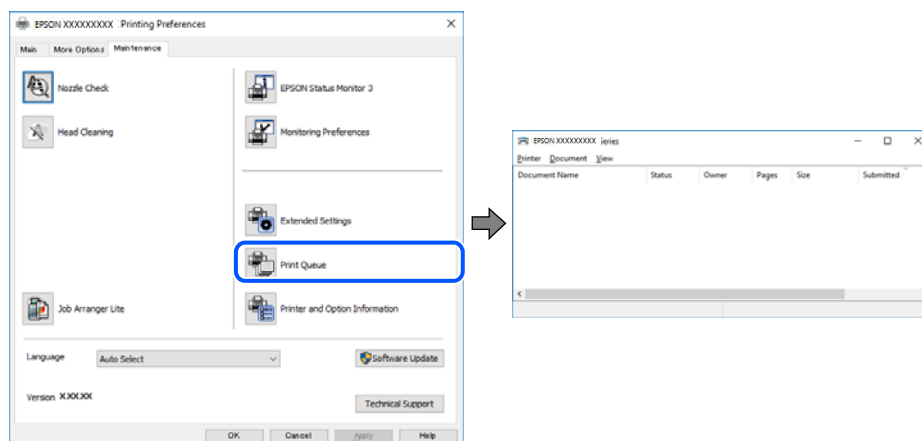 EPSON XXXXXXXXX Printing Preferences
Main More Options Maintenance
Nozzle Check
EPSON Status Monitor 3
Head Cleaning
Monitoring Preferences
Extended Settings
Print Queue
Job Arranger Lite
Printer and Option Information
Language Auto Select Software Update
Version X.XX.XX
Technical Support
OK Cancel Apply Help
EPSON XXXXXXXXX ieries
Printer Document View
Document Name Status Owner Pages Size Submitted